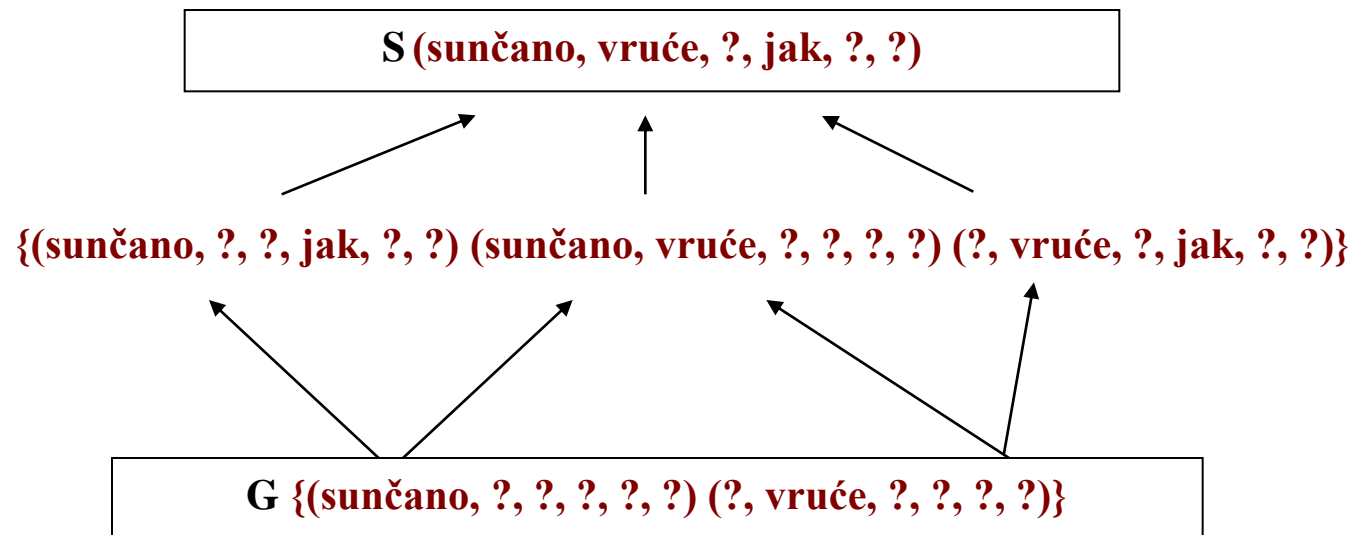 S (sunčano, vruće, ?, jak, ?, ?)
{(sunčano, ?, ?, jak, ?, ?) (sunčano, vruće, ?, ?, ?, ?) (?, vruće, ?, jak, ?, ?)}
G {(sunčano, ?, ?, ?, ?, ?) (?, vruće, ?, ?, ?, ?)}